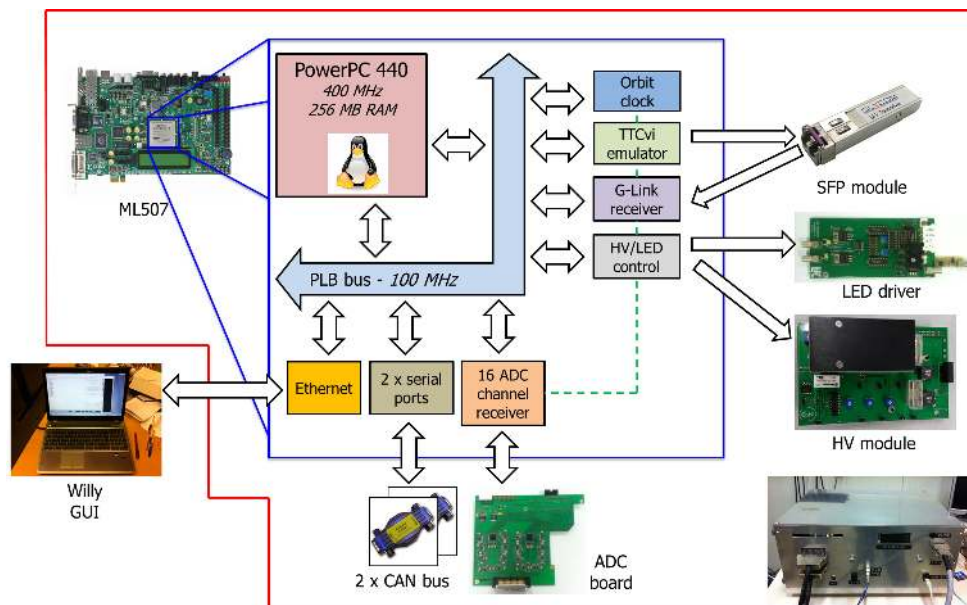 PowerPC 440
400 MHz
256 MB RAM
Orbit
clock
TTCvi
emulator
G-Link
receiver
HV/LED
control
SFP module
ML507
PLB bus - 100 MHz
LED driver
Ethernet
2 x serial
ports
16 ADC
channel
receiver
HV module
Willy
GUI
2 x CAN bus
ADC
board